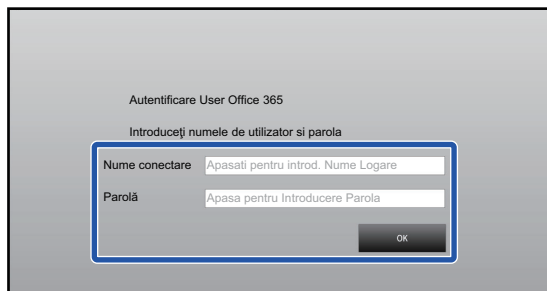 Autentificare User Office 365
Introduceţi numele de utilizator si parola
Nume conectare Apasati pentru introd. Nume Logare
Parolă Apasa pentru Introducere Parola
OK